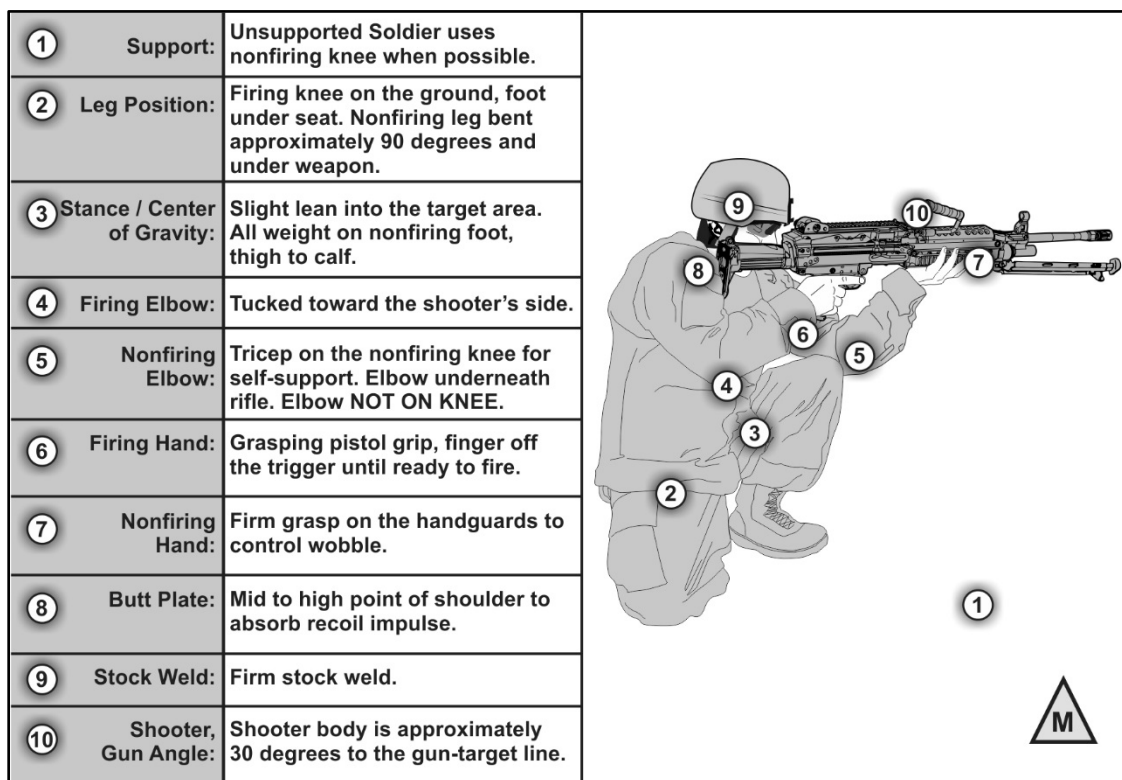 1 Support: Unsupported Soldier uses
nonfiring knee when possible.
2 Leg Position: Firing knee on the ground, foot
under seat. Nonfiring leg bent
approximately 90 degrees and
under weapon.
3 Stance / Center
of Gravity:
Slight lean into the target area.
All weight on nonfiring foot,
thigh to calf.
4 Firing Elbow: Tucked toward the shooter’s side.
5 Nonfiring
Elbow:
Tricep on the nonfiring knee for
self-support. Elbow underneath
rifle. Elbow NOT ON KNEE.
6 Firing Hand: Grasping pistol grip, finger off
the trigger until ready to fire.
7 Nonfiring
Hand:
Firm grasp on the handguards to
control wobble.
8 Butt Plate: Mid to high point of shoulder to
absorb recoil impulse.
9 Stock Weld: Firm stock weld.
10 Shooter,
Gun Angle:
Shooter body is approximately
30 degrees to the gun-target line.
9
10
8
7
6
5
4
3
2
1
M